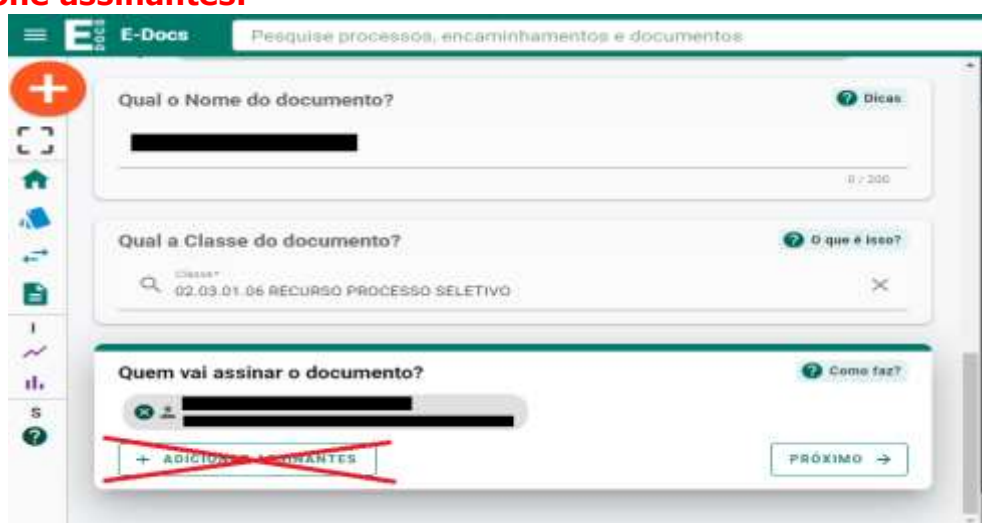 one assinantes.
E DOCS E-Docs Pesquise processos, encaminhamentos e documentos
Qual o Nome do documento? Dicas
0 / 200
Qual a Classe do documento? O que é isso?
Classe*
02.03.01.06 RECURSO PROCESSO SELETIVO
Quem vai assinar o documento? Como faz?
+ ADICIONAR ASSINANTES PRÓXIMO →
I
S